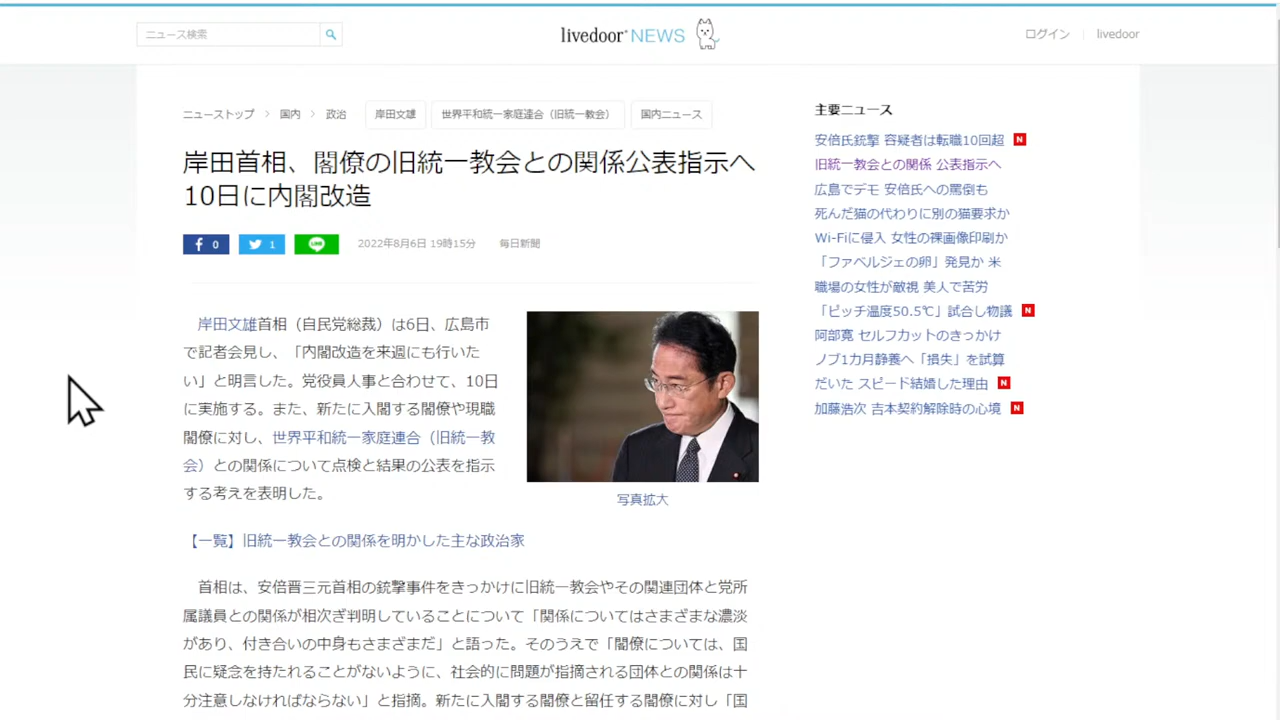 ニュース検索
livedoor NEWS
ログイン
livedoor
ニューストップ > 国内 > 政治
岸田文雄
世界平和統一家庭連合（旧統一教会）
国内ニュース
岸田首相、閣僚の旧統一教会との関係公表指示へ
10日に内閣改造
0
1
LINE
2022年8月6日 19時15分
毎日新聞
岸田文雄首相（自民党総裁）は6日、広島市
で記者会見し、「内閣改造を来週にも行いた
い」と明言した。党役員人事と合わせて、10日
に実施する。また、新たに入閣する閣僚や現職
閣僚に対し、世界平和統一家庭連合（旧統一教
会）との関係について点検と結果の公表を指示
する考えを表明した。
写真拡大
【一覧】旧統一教会との関係を明かした主な政治家
首相は、安倍晋三元首相の銃撃事件をきっかけに旧統一教会やその関連団体と党所
属議員との関係が相次ぎ判明していることについて「関係についてはさまざまな濃淡
があり、付き合いの中身もさまざまだ」と語った。そのうえで「閣僚については、国
民に疑念を持たれることがないように、社会的に問題が指摘される団体との関係は十
分注意しなければならない」と指摘。新たに入閣する閣僚と留任する閣僚に対し「国
主要ニュース
安倍氏銃撃 容疑者は転職10回超 N
旧統一教会との関係 公表指示へ
広島でデモ 安倍氏への罵倒も
死んだ猫の代わりに別の猫要求か
Wi-Fiに侵入 女性の裸画像印刷か
「ファベルジェの卵」発見か 米
職場の女性が敵視 美人で苦労
「ピッチ温度50.5℃」試合し物議 N
阿部寛 セルフカットのきっかけ
ノブ1カ月静養へ「損失」を試算
だいた スピード結婚した理由 N
加藤浩次 吉本契約解除時の心境 N